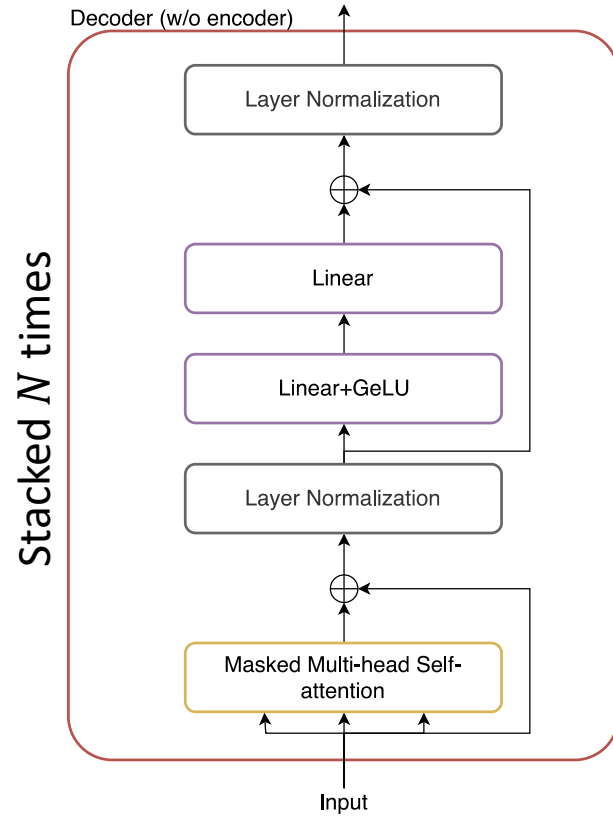 Decoder (w/o encoder)
Layer Normalization
Linear
Linear+GeLU
Layer Normalization
Masked Multi-head Self-
attention
Input
Stacked N times